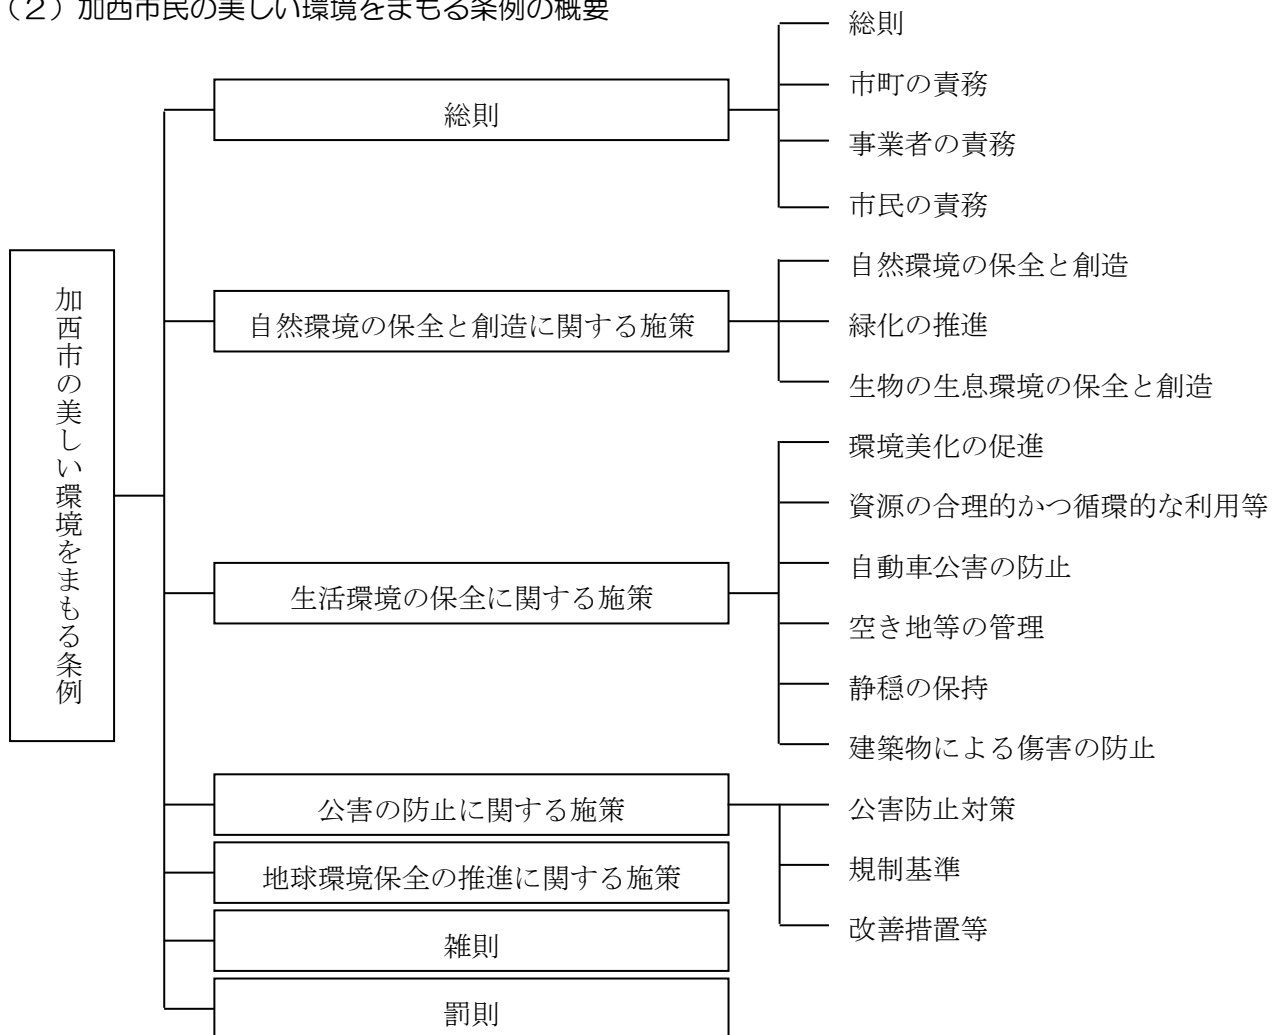 （２）加西市民の美しい環境をまもる条例の概要
加西市の美しい環境をまもる条例
総則
総則
市町の責務
事業者の責務
市民の責務
自然環境の保全と創造に関する施策
自然環境の保全と創造
緑化の推進
生物の生息環境の保全と創造
生活環境の保全に関する施策
環境美化の促進
資源の合理的かつ循環的な利用等
自動車公害の防止
空き地等の管理
静穏の保持
建築物による傷害の防止
公害の防止に関する施策
公害防止対策
規制基準
改善措置等
地球環境保全の推進に関する施策
雑則
罰則